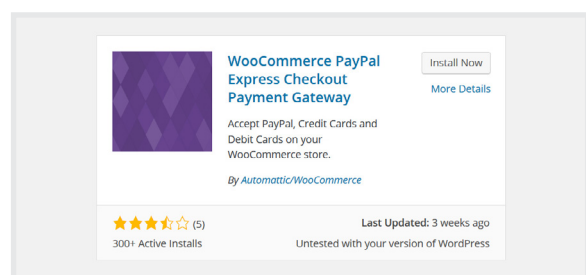 WooCommerce PayPal
Express Checkout
Payment Gateway
Install Now
More Details
Accept PayPal, Credit Cards and
Debit Cards on your
WooCommerce store.
By Automattic/WooCommerce
(5)
300+ Active Installs
Last Updated: 3 weeks ago
Untested with your version of WordPress